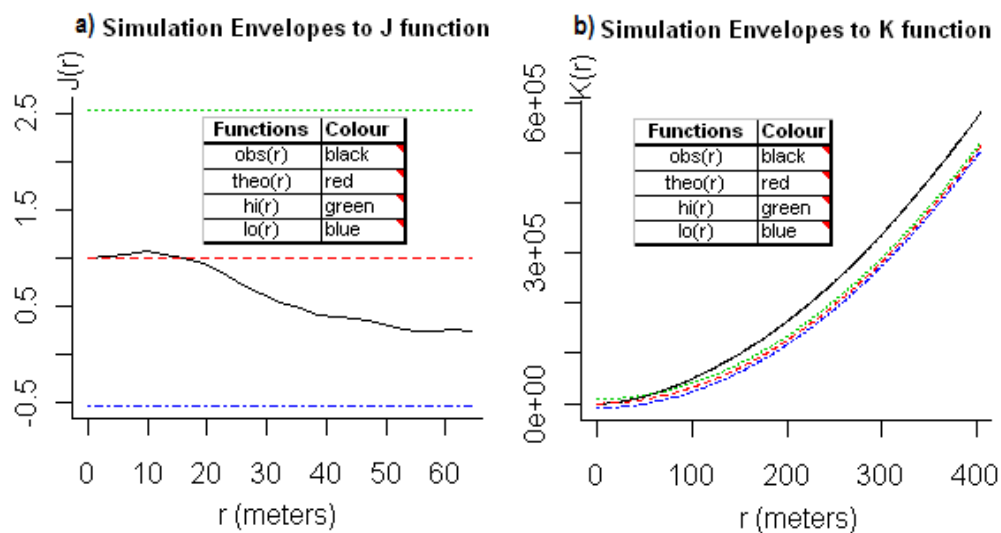 a) Simulation Envelopes to J function
J(r)
2.5
1.5
0.5
-0.5
Functions Colour
obs(r) black
theo(r) red
hi(r) green
lo(r) blue
0 10 20 30 40 50 60
r (meters)
b) Simulation Envelopes to K function
K(r)
6e+05
3e+05
0e+00
Functions Colour
obs(r) black
theo(r) red
hi(r) green
lo(r) blue
0 100 200 300 400
r (meters)